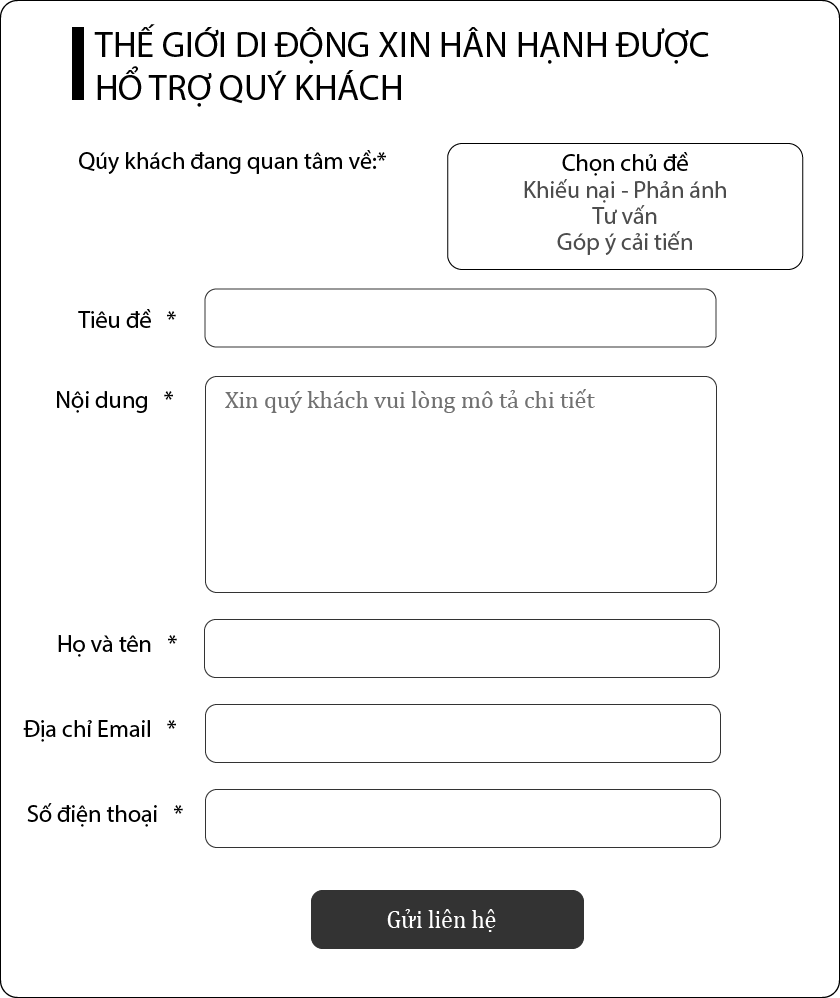 THẾ GIỚI DI ĐỘNG XIN HÂN HẠNH ĐƯỢC
HỔ TRỢ QUÝ KHÁCH
Qúy khách đang quan tâm về:*
Chọn chủ đề
Khiếu nại - Phản ánh
Tư vấn
Góp ý cải tiến
Tiêu đề *
Nội dung *
Xin quý khách vui lòng mô tả chi tiết
Họ và tên *
Địa chỉ Email *
Số điện thoại *
Gửi liên hệ